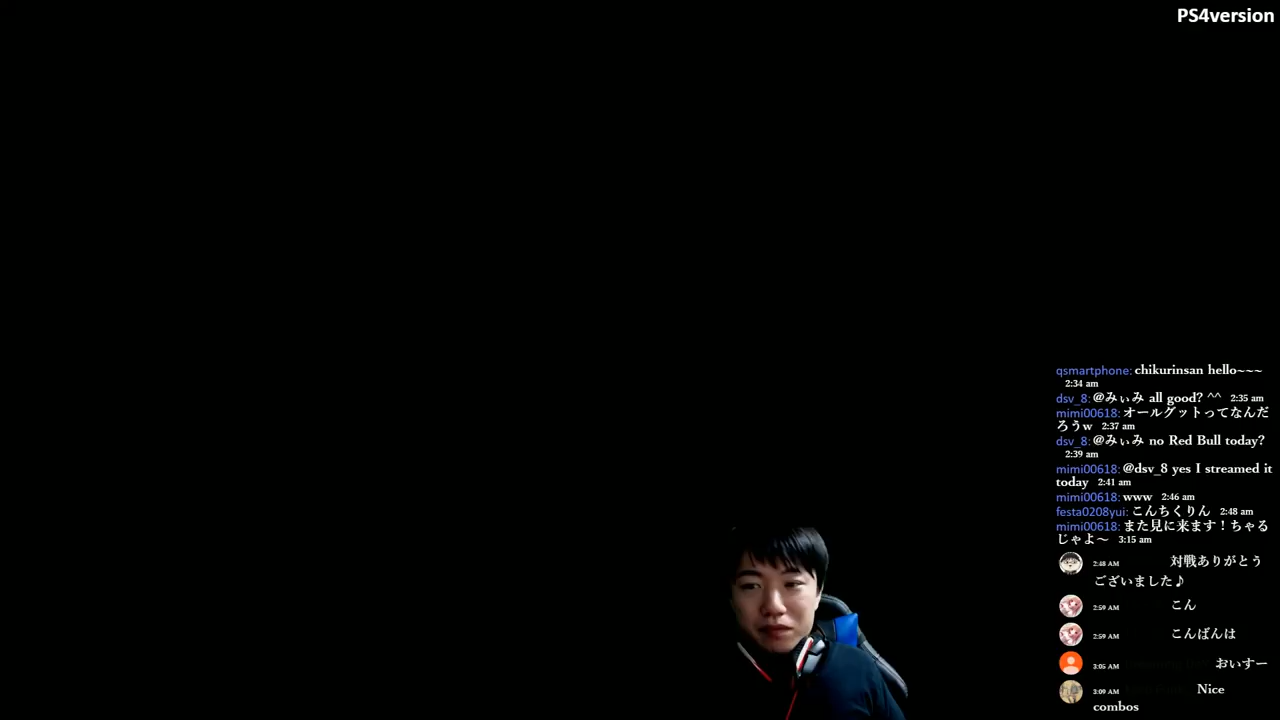 PS4version
qsmartphone: chikurinsan hello~~~
2:34 am
dsv_8: @みぃみ all good? ^^ 2:35 am
mimi00618: オールグットってなんだ
ろうw 2:37 am
dsv_8: @みぃみ no Red Bull today?
2:39 am
mimi00618: @dsv_8 yes I streamed it
today 2:41 am
mimi00618: www 2:46 am
festa0208yui: こんちくりん 2:48 am
mimi00618: また見に来ます！ちゃる
じゃよ〜 3:15 am
2:48 AM 対戦ありがとう
ございました♪
2:59 AM こん
2:59 AM こんばんは
3:05 AM おいすー
3:09 AM Nice
combos